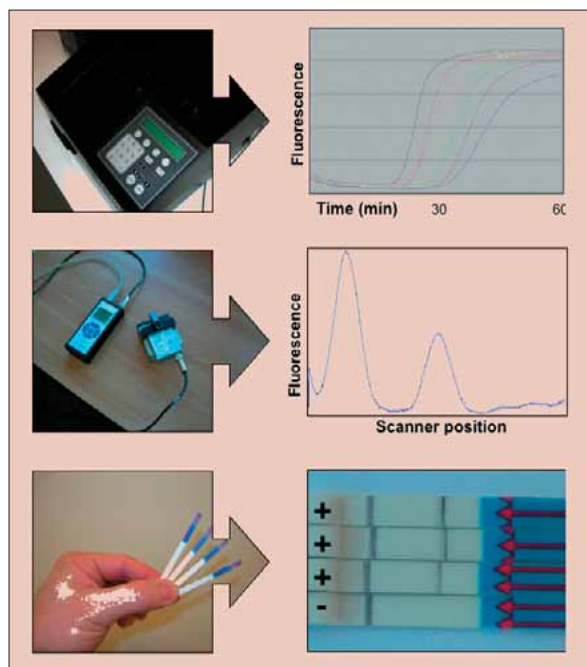 Fluorescence
Time (min) 30 60
Fluorescence
Scanner position
+
+
+
-